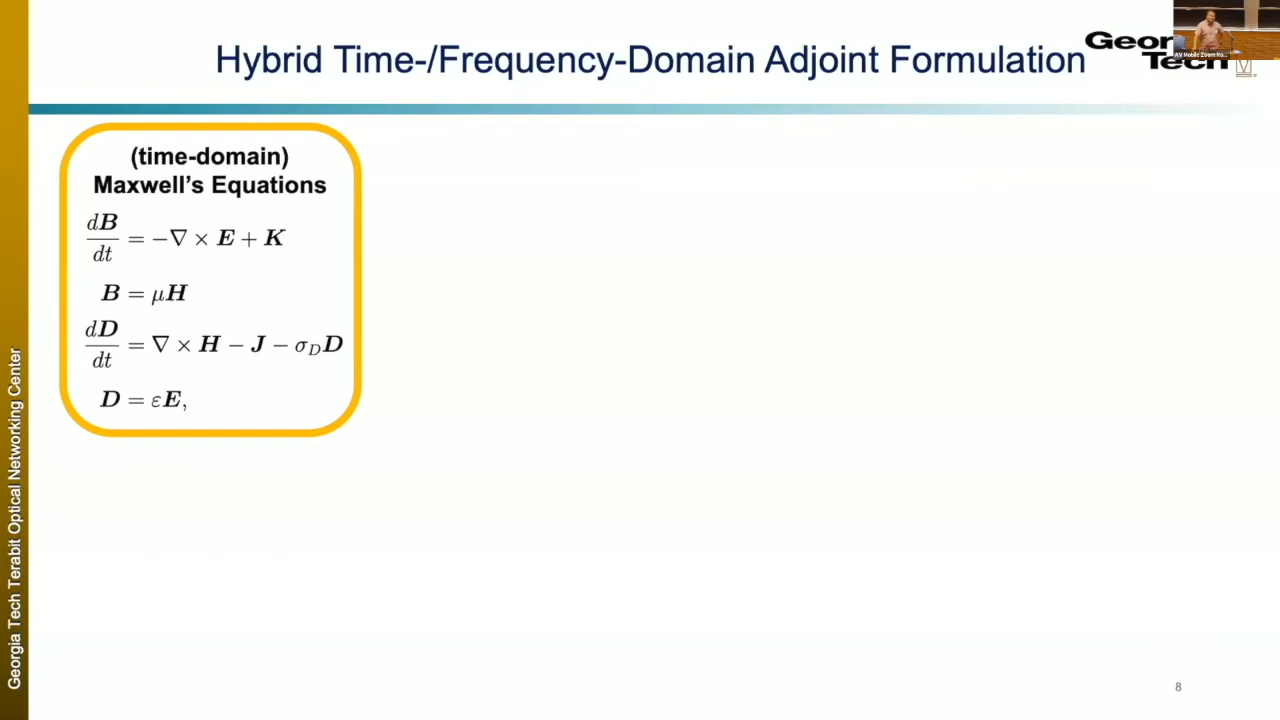 Hybrid Time-/Frequency-Domain Adjoint Formulation
Geor
Tech
(time-domain)
Maxwell's Equations
dB/dt = −∇ × E + K
B = μH
dD/dt = ∇ × H − J − σ_D D
D = εE,
Georgia Tech Terabit Optical Networking Center
8